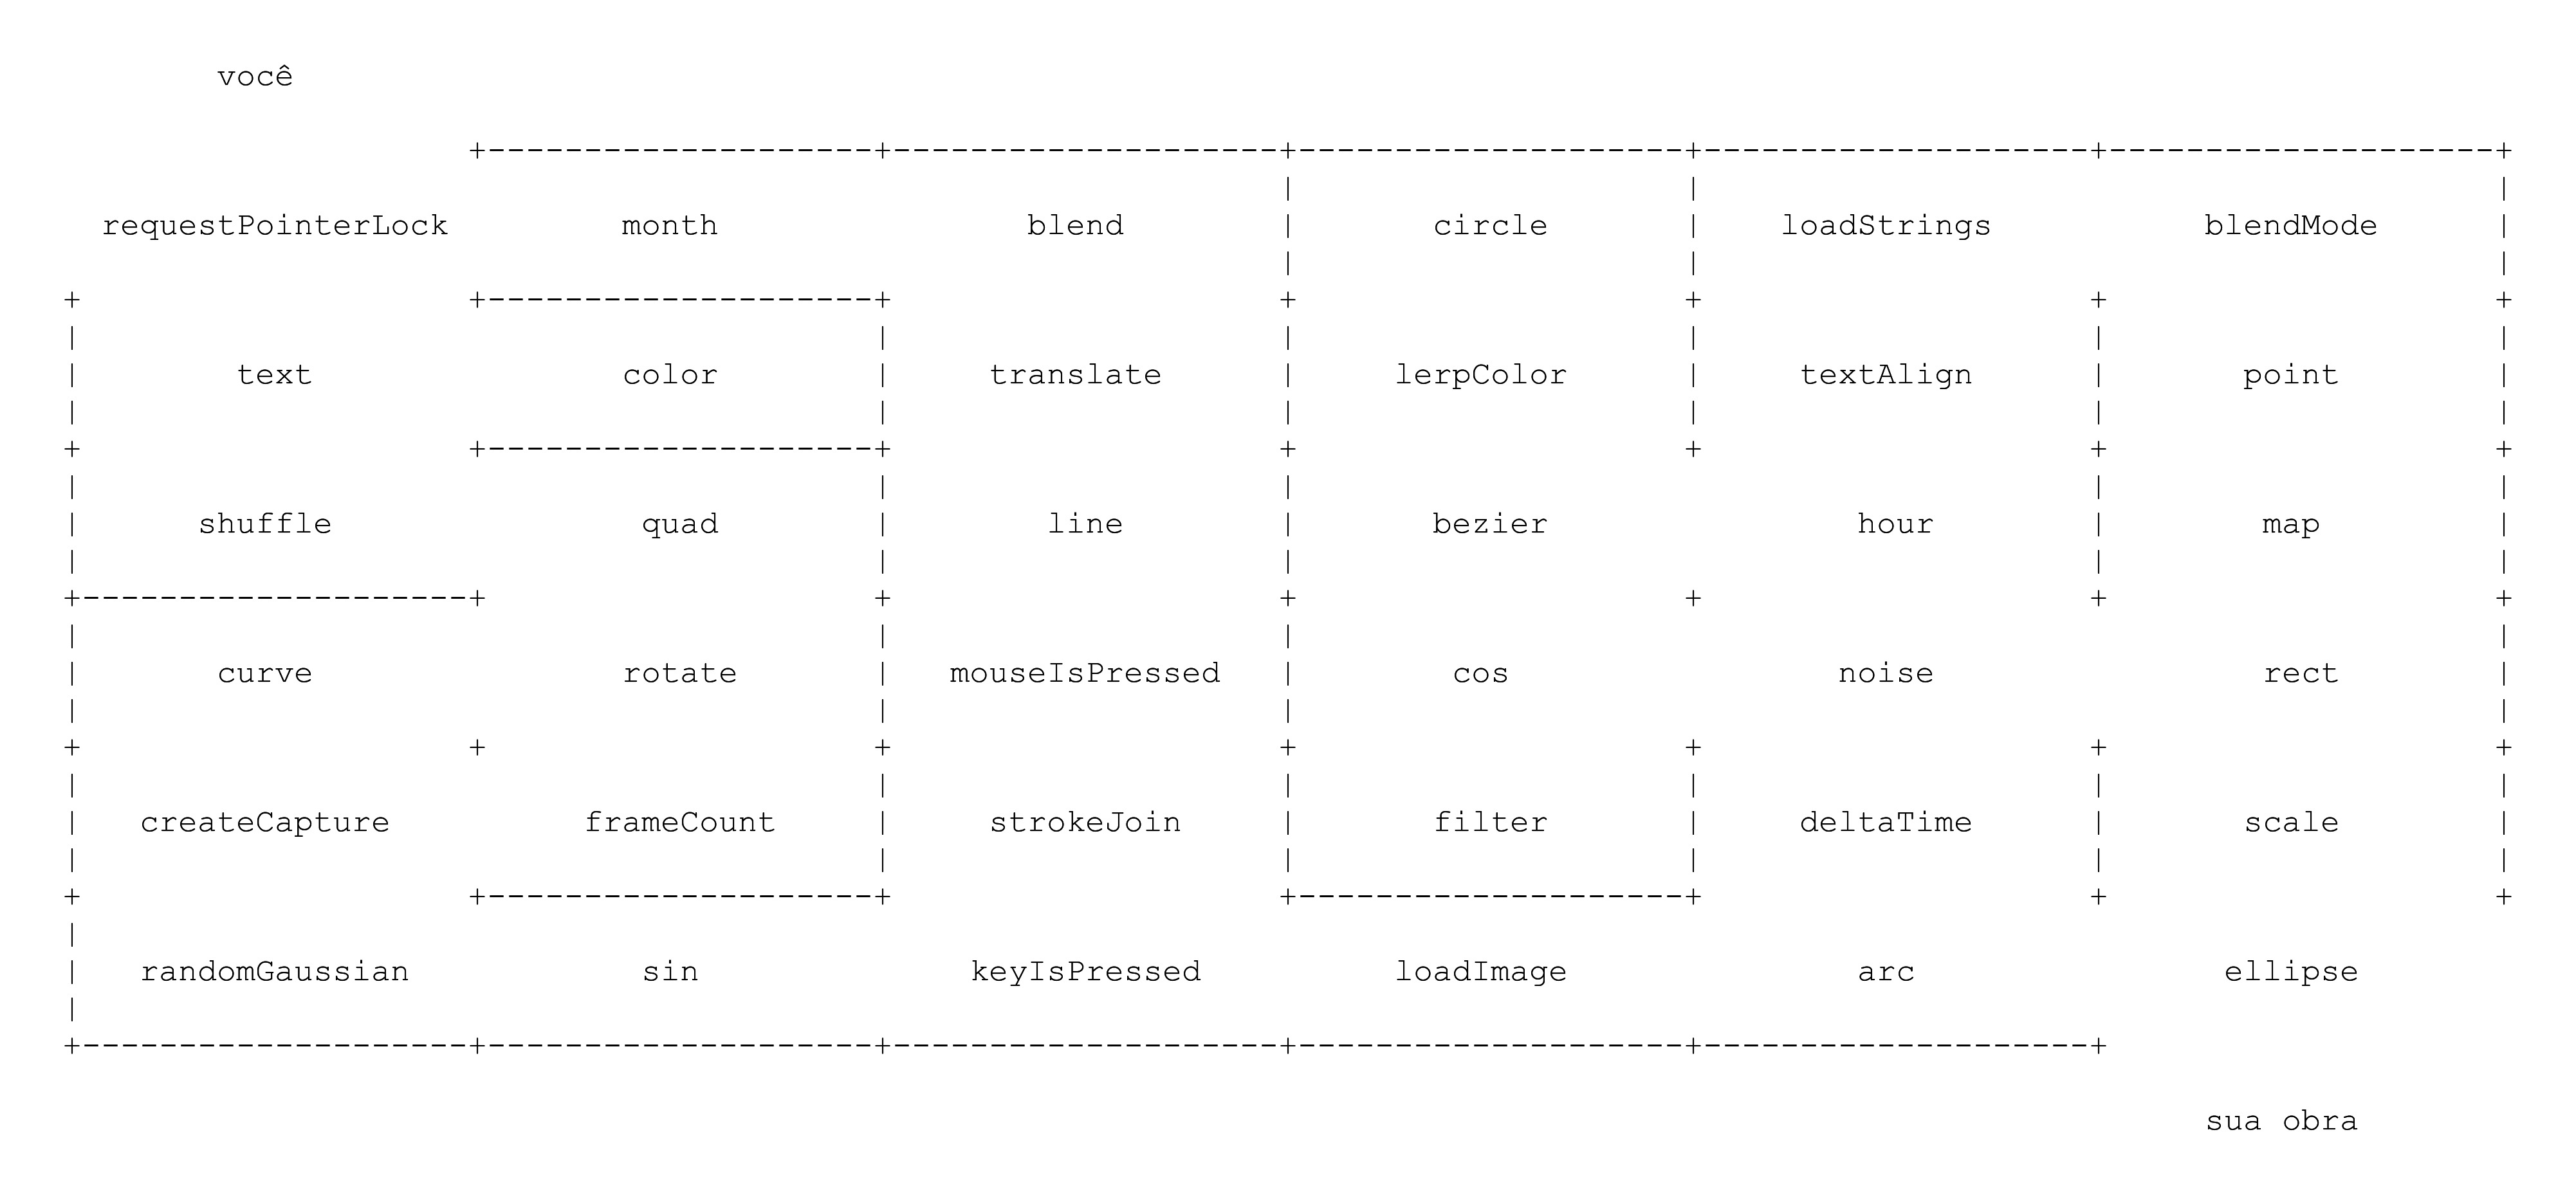 você
requestPointerLock month blend circle loadStrings blendMode
text color translate lerpColor textAlign point
shuffle quad line bezier hour map
curve rotate mouseIsPressed cos noise rect
createCapture frameCount strokeJoin filter deltaTime scale
randomGaussian sin keyIsPressed loadImage arc ellipse
sua obra